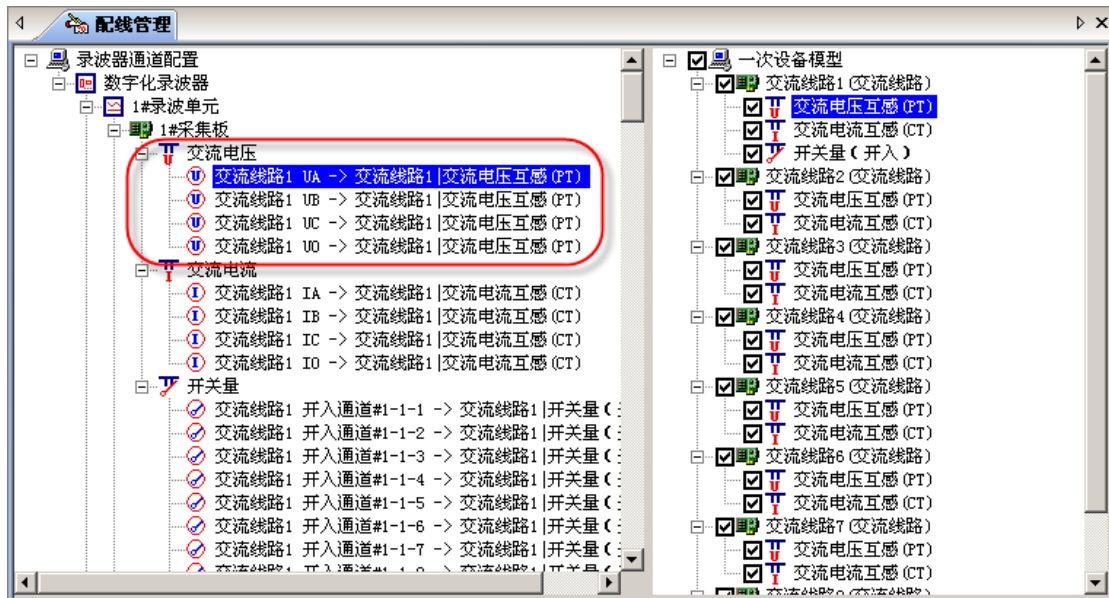 配线管理
录波器通道配置
数字化录波器
1#录波单元
1#采集板
交流电压
交流线路1 UA -> 交流线路1|交流电压互感(PT)
交流线路1 UB -> 交流线路1|交流电压互感(PT)
交流线路1 UC -> 交流线路1|交流电压互感(PT)
交流线路1 UO -> 交流线路1|交流电压互感(PT)
交流电流
交流线路1 IA -> 交流线路1|交流电流互感(CT)
交流线路1 IB -> 交流线路1|交流电流互感(CT)
交流线路1 IC -> 交流线路1|交流电流互感(CT)
交流线路1 IO -> 交流线路1|交流电流互感(CT)
开关量
交流线路1 开入通道#1-1-1 -> 交流线路1|开关量(
交流线路1 开入通道#1-1-2 -> 交流线路1|开关量(
交流线路1 开入通道#1-1-3 -> 交流线路1|开关量(
交流线路1 开入通道#1-1-4 -> 交流线路1|开关量(
交流线路1 开入通道#1-1-5 -> 交流线路1|开关量(
交流线路1 开入通道#1-1-6 -> 交流线路1|开关量(
交流线路1 开入通道#1-1-7 -> 交流线路1|开关量(
一次设备模型
交流线路1(交流线路)
交流电压互感(PT)
交流电流互感(CT)
开关量(开入)
交流线路2(交流线路)
交流电压互感(PT)
交流电流互感(CT)
交流线路3(交流线路)
交流电压互感(PT)
交流电流互感(CT)
交流线路4(交流线路)
交流电压互感(PT)
交流电流互感(CT)
交流线路5(交流线路)
交流电压互感(PT)
交流电流互感(CT)
交流线路6(交流线路)
交流电压互感(PT)
交流电流互感(CT)
交流线路7(交流线路)
交流电压互感(PT)
交流电流互感(CT)